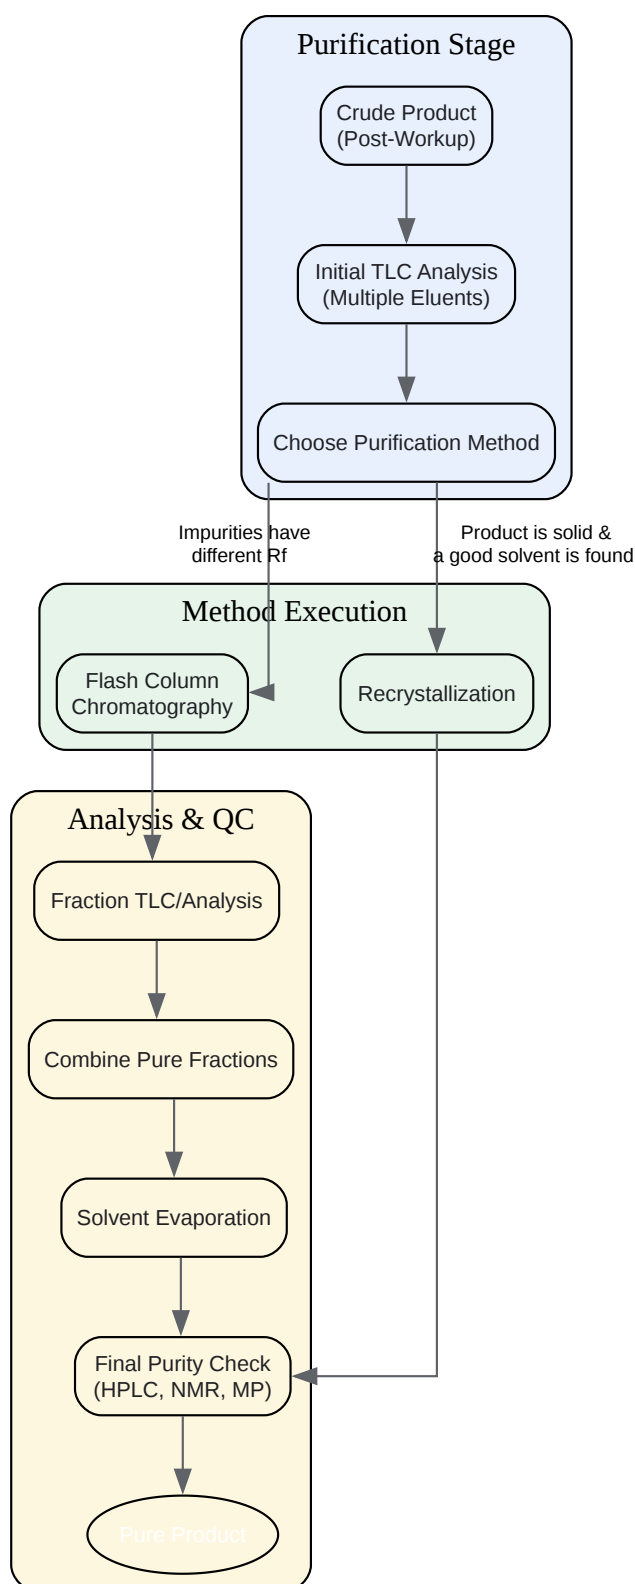 Purification Stage
Crude Product
(Post-Workup)
Initial TLC Analysis
(Multiple Eluents)
Choose Purification Method
Impurities have
different Rf
Product is solid &
a good solvent is found
Method Execution
Flash Column
Chromatography
Recrystallization
Analysis & QC
Fraction TLC/Analysis
Combine Pure Fractions
Solvent Evaporation
Final Purity Check
(HPLC, NMR, MP)
Pure Product